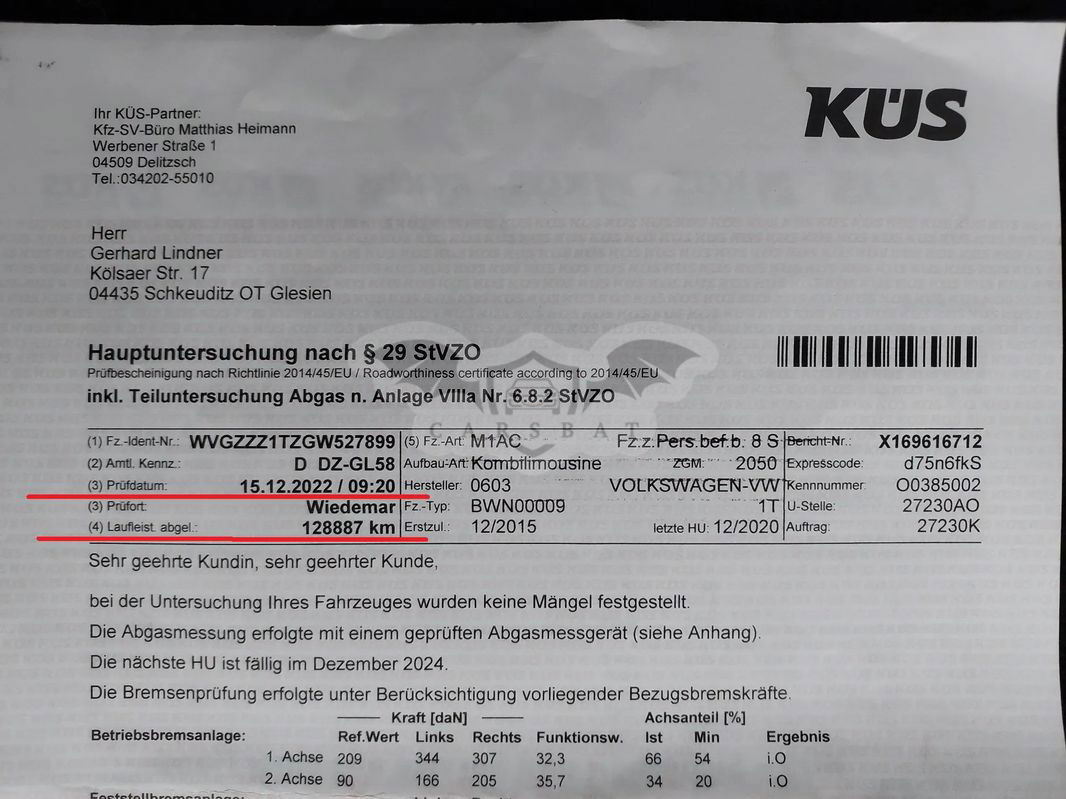 KÜS
Ihr KÜS-Partner:
Kfz-SV-Büro Matthias Heimann
Werbener Straße 1
04509 Delitzsch
Tel.:034202-55010
Herr
Gerhard Lindner
Kölsaer Str. 17
04435 Schkeuditz OT Glesien
Hauptuntersuchung nach § 29 StVZO
Prüfbescheinigung nach Richtlinie 2014/45/EU / Roadworthiness certificate according to 2014/45/EU
inkl. Teiluntersuchung Abgas n. Anlage VIIIa Nr. 6.8.2 StVZO
CARSBAT
(1) Fz.-Ident-Nr.: WVGZZZ1TZGW527899 (5) Fz.-Art: M1AC Fz.z.Pers.bef.b. 8 S Bericht-Nr.: X169616712
(2) Amtl. Kennz.: D DZ-GL58 Aufbau-Art: Kombilimousine ZGM: 2050 Expresscode: d75n6fkS
(3) Prüfdatum: 15.12.2022 / 09:20 Hersteller: 0603 VOLKSWAGEN-VW Kennnummer: O0385002
(3) Prüfort: Wiedemar Fz.-Typ: BWN00009 1T U-Stelle: 27230AO
(4) Laufleist. abgel.: 128887 km Erstzul.: 12/2015 letzte HU: 12/2020 Auftrag: 27230K
Sehr geehrte Kundin, sehr geehrter Kunde,
bei der Untersuchung Ihres Fahrzeuges wurden keine Mängel festgestellt.
Die Abgasmessung erfolgte mit einem geprüften Abgasmessgerät (siehe Anhang).
Die nächste HU ist fällig im Dezember 2024.
Die Bremsenprüfung erfolgte unter Berücksichtigung vorliegender Bezugsbremskräfte.
Kraft [daN] Achsanteil [%]
Betriebsbremsanlage: Ref.Wert Links Rechts Funktionsw. Ist Min Ergebnis
1. Achse 209 344 307 32,3 66 54 i.O
2. Achse 90 166 205 35,7 34 20 i.O